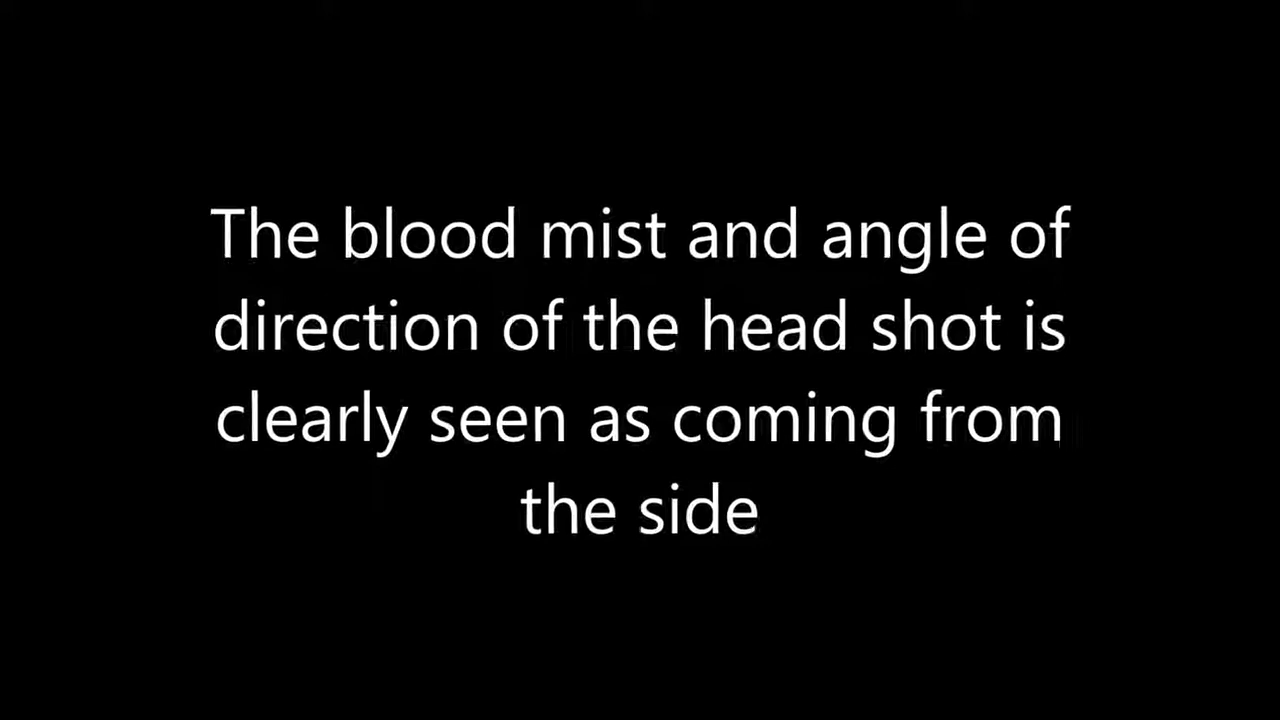 The blood mist and angle of
direction of the head shot is
clearly seen as coming from
the side